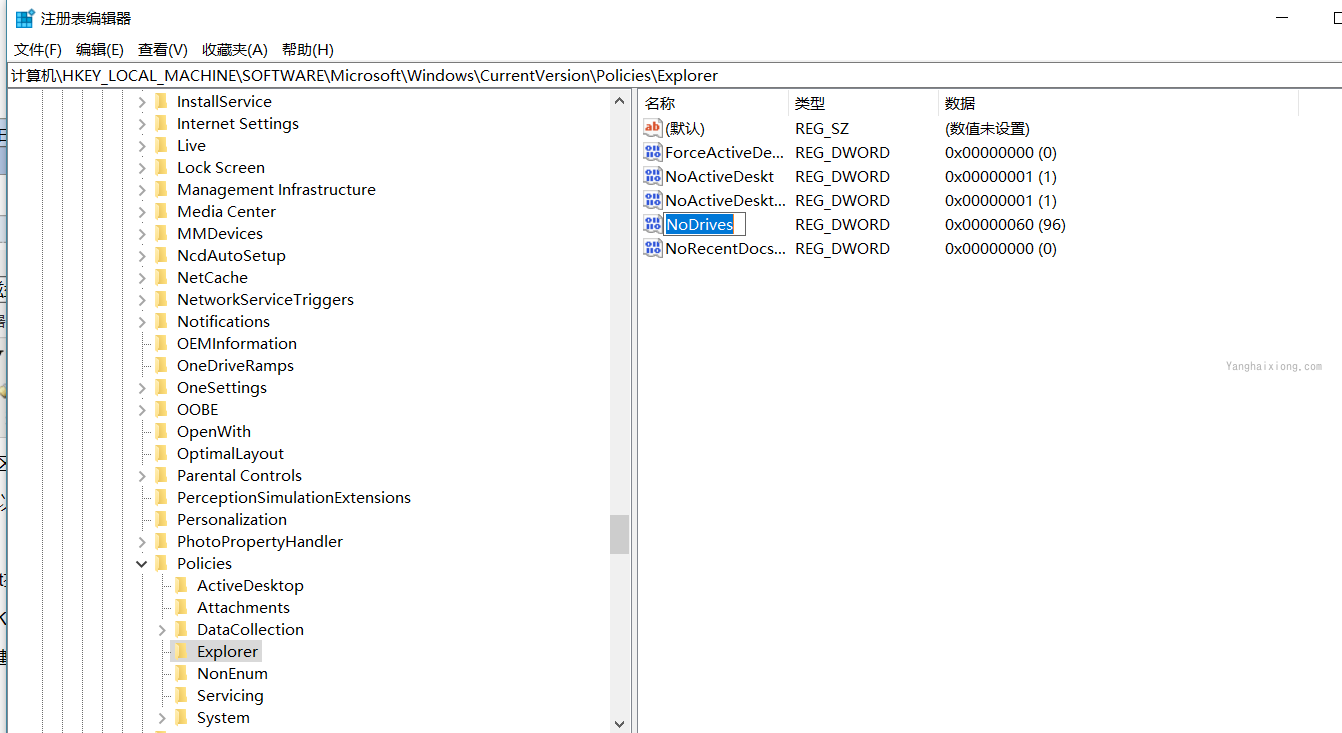 注册表编辑器
文件(F) 编辑(E) 查看(V) 收藏夹(A) 帮助(H)
计算机\HKEY_LOCAL_MACHINE\SOFTWARE\Microsoft\Windows\CurrentVersion\Policies\Explorer
InstallService
Internet Settings
Live
Lock Screen
Management Infrastructure
Media Center
MMDevices
NcdAutoSetup
NetCache
NetworkServiceTriggers
Notifications
OEMInformation
OneDriveRamps
OneSettings
OOBE
OpenWith
OptimalLayout
Parental Controls
PerceptionSimulationExtensions
Personalization
PhotoPropertyHandler
Policies
ActiveDesktop
Attachments
DataCollection
Explorer
NonEnum
Servicing
System
名称 类型 数据
(默认) REG_SZ (数值未设置)
ForceActiveDe... REG_DWORD 0x00000000 (0)
NoActiveDeskt REG_DWORD 0x00000001 (1)
NoActiveDeskt... REG_DWORD 0x00000001 (1)
NoDrives REG_DWORD 0x00000060 (96)
NoRecentDocs... REG_DWORD 0x00000000 (0)
Yanghaixiong.com